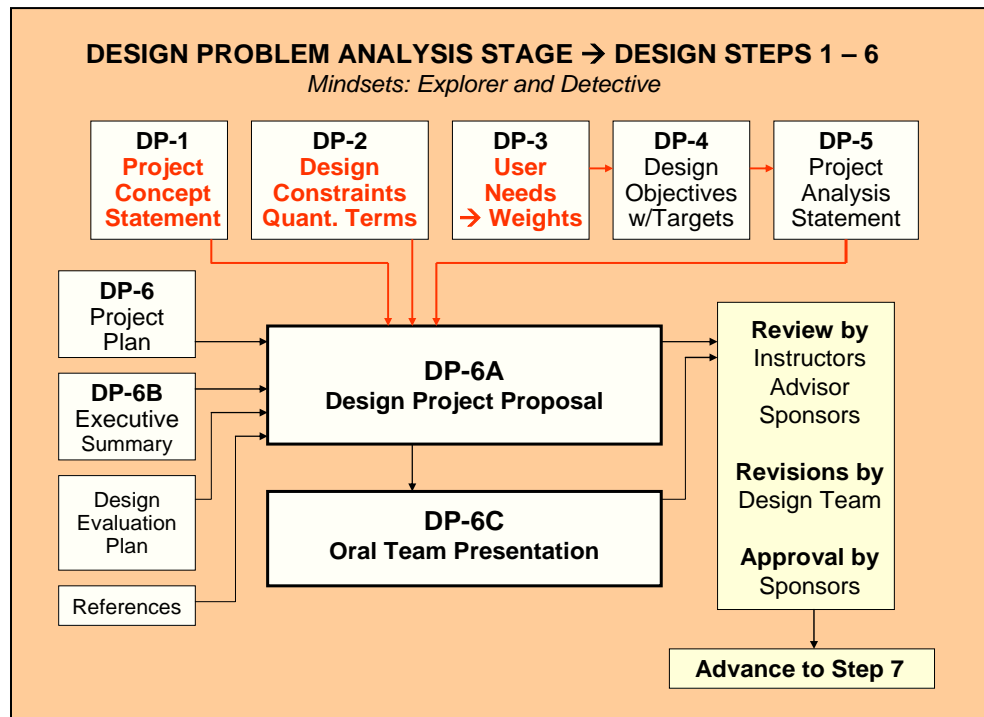 DESIGN PROBLEM ANALYSIS STAGE → DESIGN STEPS 1 – 6
Mindsets: Explorer and Detective
DP-1
Project
Concept
Statement
DP-2
Design
Constraints
Quant. Terms
DP-3
User
Needs
→ Weights
DP-4
Design
Objectives
w/Targets
DP-5
Project
Analysis
Statement
DP-6
Project
Plan
DP-6B
Executive
Summary
Design
Evaluation
Plan
References
DP-6A
Design Project Proposal
DP-6C
Oral Team Presentation
Review by
Instructors
Advisor
Sponsors
Revisions by
Design Team
Approval by
Sponsors
Advance to Step 7